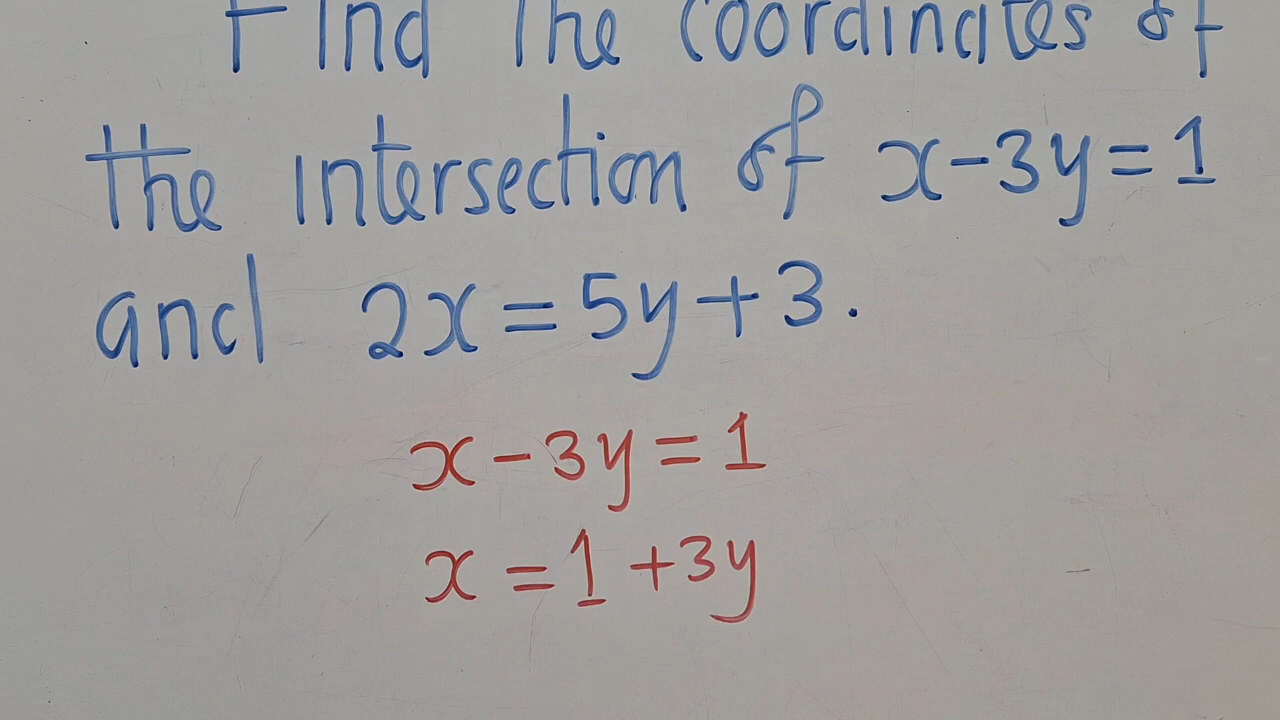 Find the coordinates of
the intersection of x-3y=1
and 2x=5y+3.
x-3y=1
x=1+3y